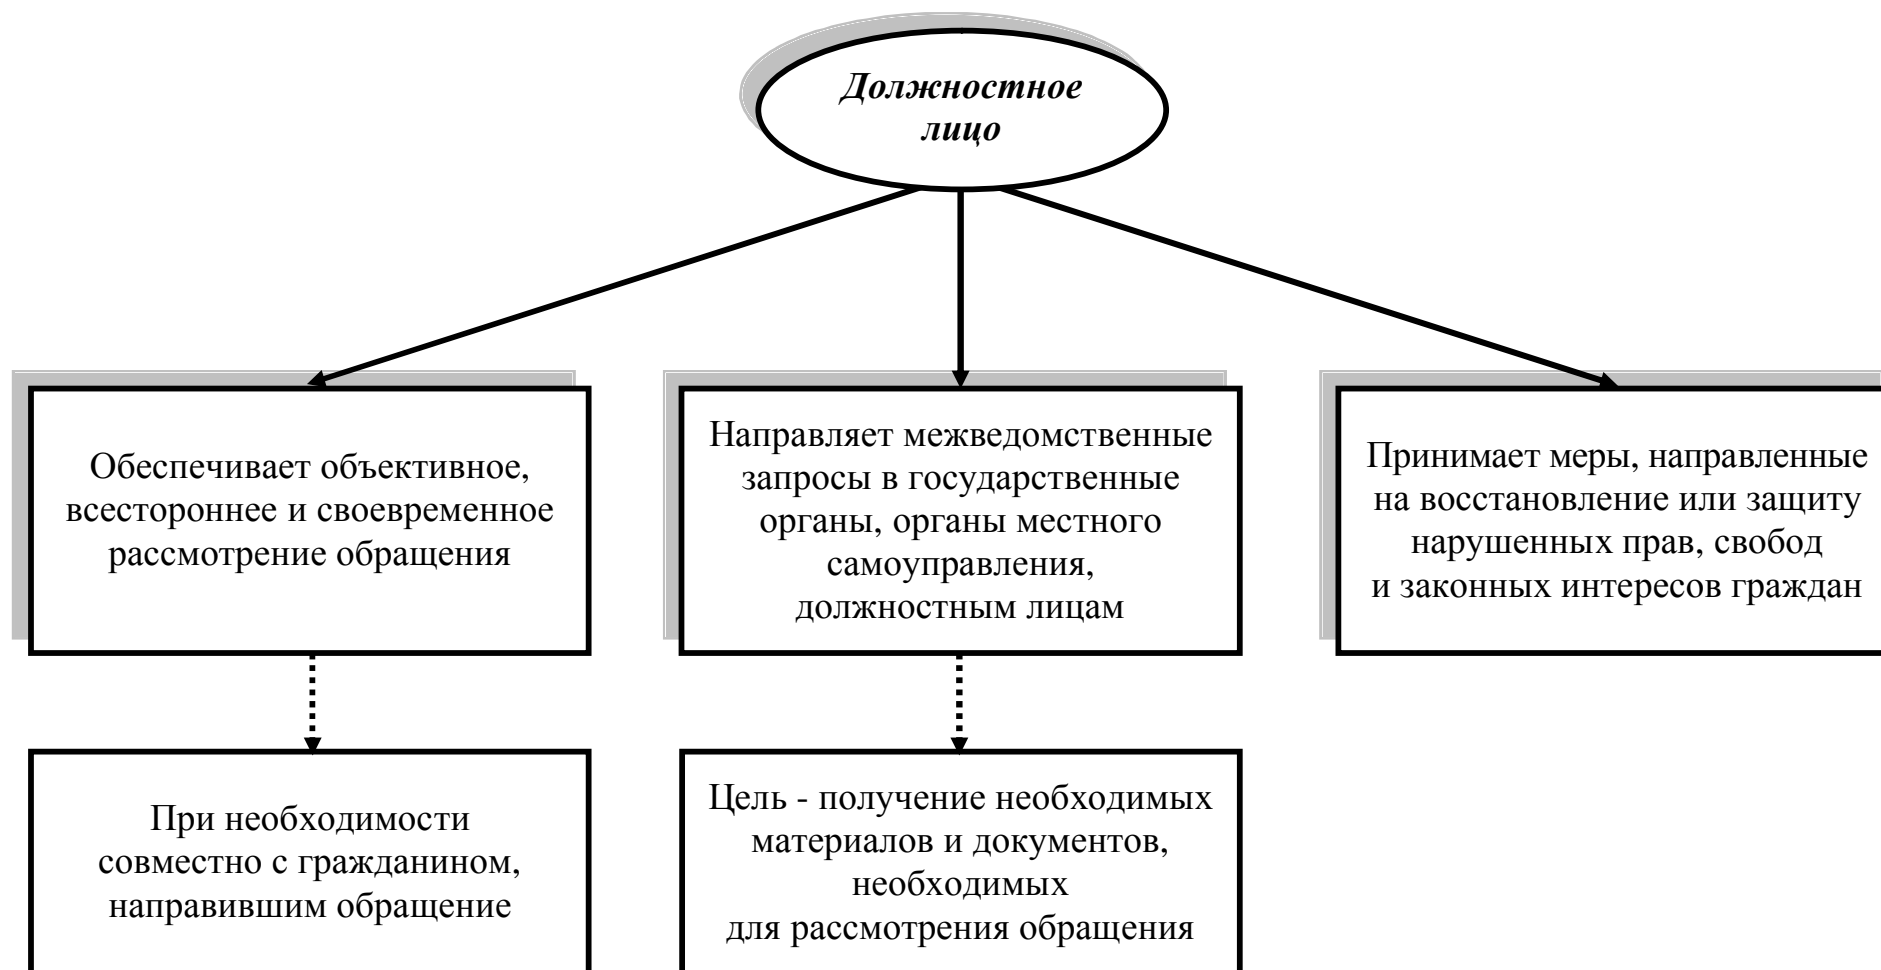 Должностное
лицо
Обеспечивает объективное,
всестороннее и своевременное
рассмотрение обращения
Направляет межведомственные
запросы в государственные
органы, органы местного
самоуправления,
должностным лицам
Принимает меры, направленные
на восстановление или защиту
нарушенных прав, свобод
и законных интересов граждан
При необходимости
совместно с гражданином,
направившим обращение
Цель - получение необходимых
материалов и документов,
необходимых
для рассмотрения обращения